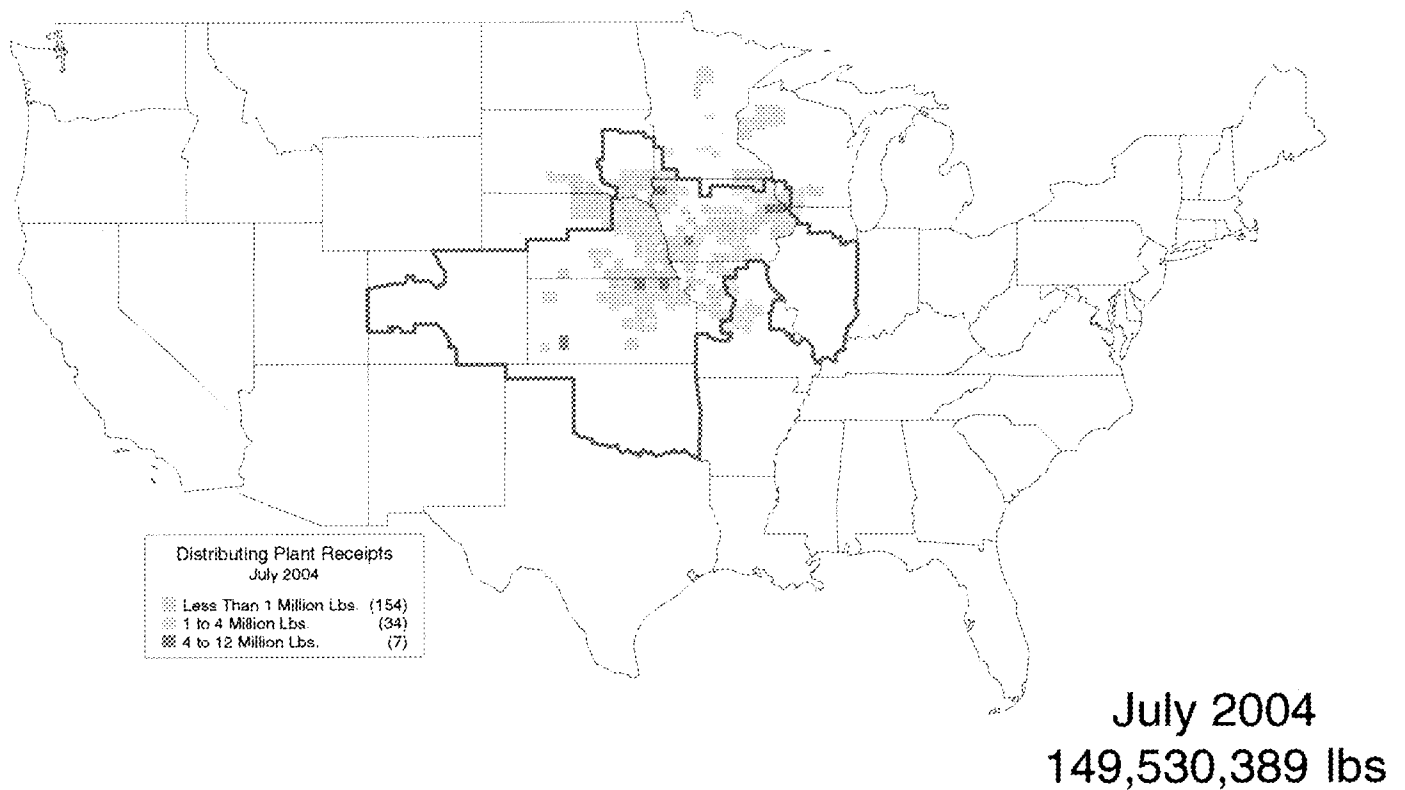 Distributing Plant Receipts
July 2004
Less Than 1 Million Lbs. (154)
1 to 4 Million Lbs. (34)
4 to 12 Million Lbs. (7)
July 2004
149,530,389 lbs